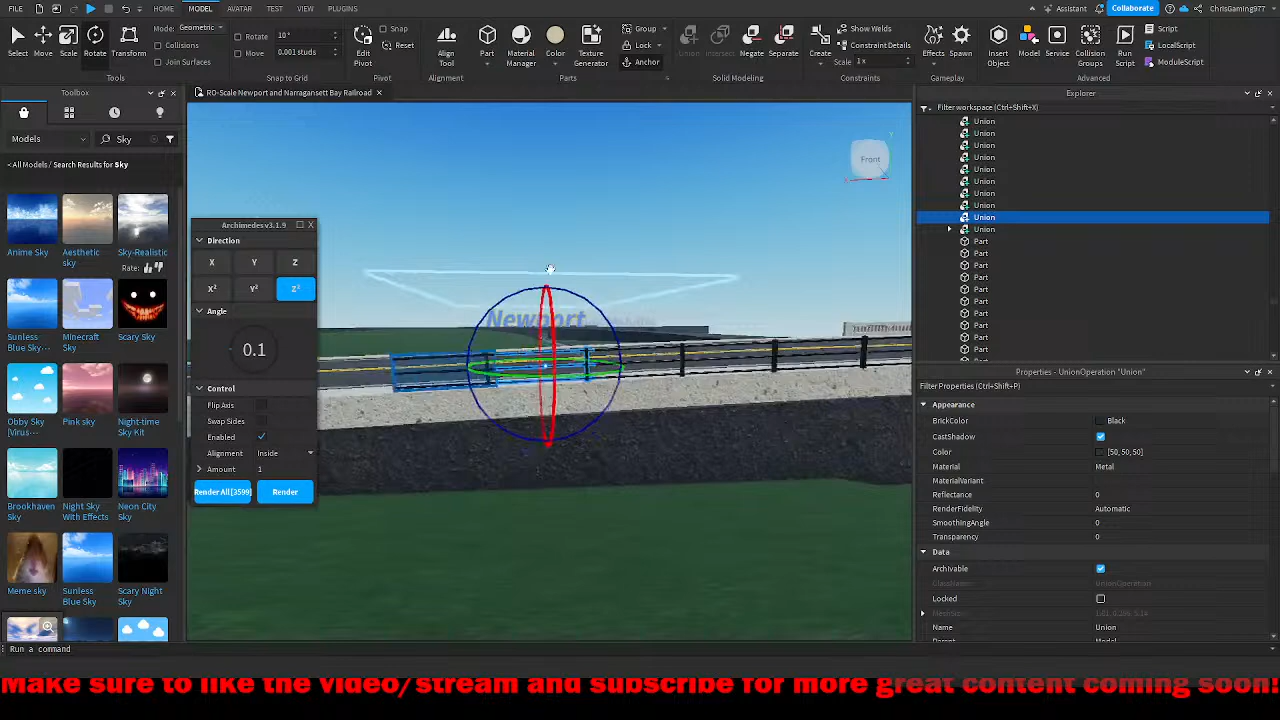 FILE HOME MODEL AVATAR TEST VIEW PLUGINS Assistant Collaborate ChrisGaming977
Mode: Geometric Rotate 10° Snap Group Show Welds Script
Collisions Move 0.001 studs Reset Lock Constraint Details LocalScript
Join Surfaces Anchor Scale 1x ModuleScript
Select Move Scale Rotate Transform Edit Pivot Align Tool Part Material Manager Color Texture Generator Union Intersect Negate Separate Create Effects Spawn Insert Object Model Service Collision Groups Run Script
Tools Snap to Grid Pivot Alignment Parts Solid Modeling Constraints Gameplay Advanced
Toolbox RO-Scale Newport and Narragansett Bay Railroad Explorer
Filter workspace (Ctrl+Shift+X)
Models Sky
<All Models / Search Results for Sky
Anime Sky Aesthetic sky Sky-Realistic
Rate:
Sunless Blue Sky··· Minecraft Sky Scary Sky
Obby Sky (Virus··· Pink sky Night-time Sky Kit
Brookhaven Sky Night Sky With Effects Neon City Sky
Meme sky Sunless Blue Sky Scary Night Sky
Archimedes v3.1.9
Direction
X Y Z
X² Y² Z²
Angle
0.1
Control
Flip Axis
Swap Sides
Enabled
Alignment Inside
Amount 1
Render All [3599] Render
Front
Newport
Union
Union
Union
Union
Union
Union
Union
Union
Union
Union
Part
Part
Part
Part
Part
Part
Part
Part
Part
Part
Properties - UnionOperation "Union"
Filter Properties (Ctrl+Shift+P)
Appearance
BrickColor Black
CastShadow
Color [50, 50, 50]
Material Metal
MaterialVariant
Reflectance 0
RenderFidelity Automatic
SmoothingAngle 0
Transparency 0
Data
Archivable
ClassName UnionOperation
Locked
Name Union
Run a command
Make sure to like the video/stream and subscribe for more great content coming soon!